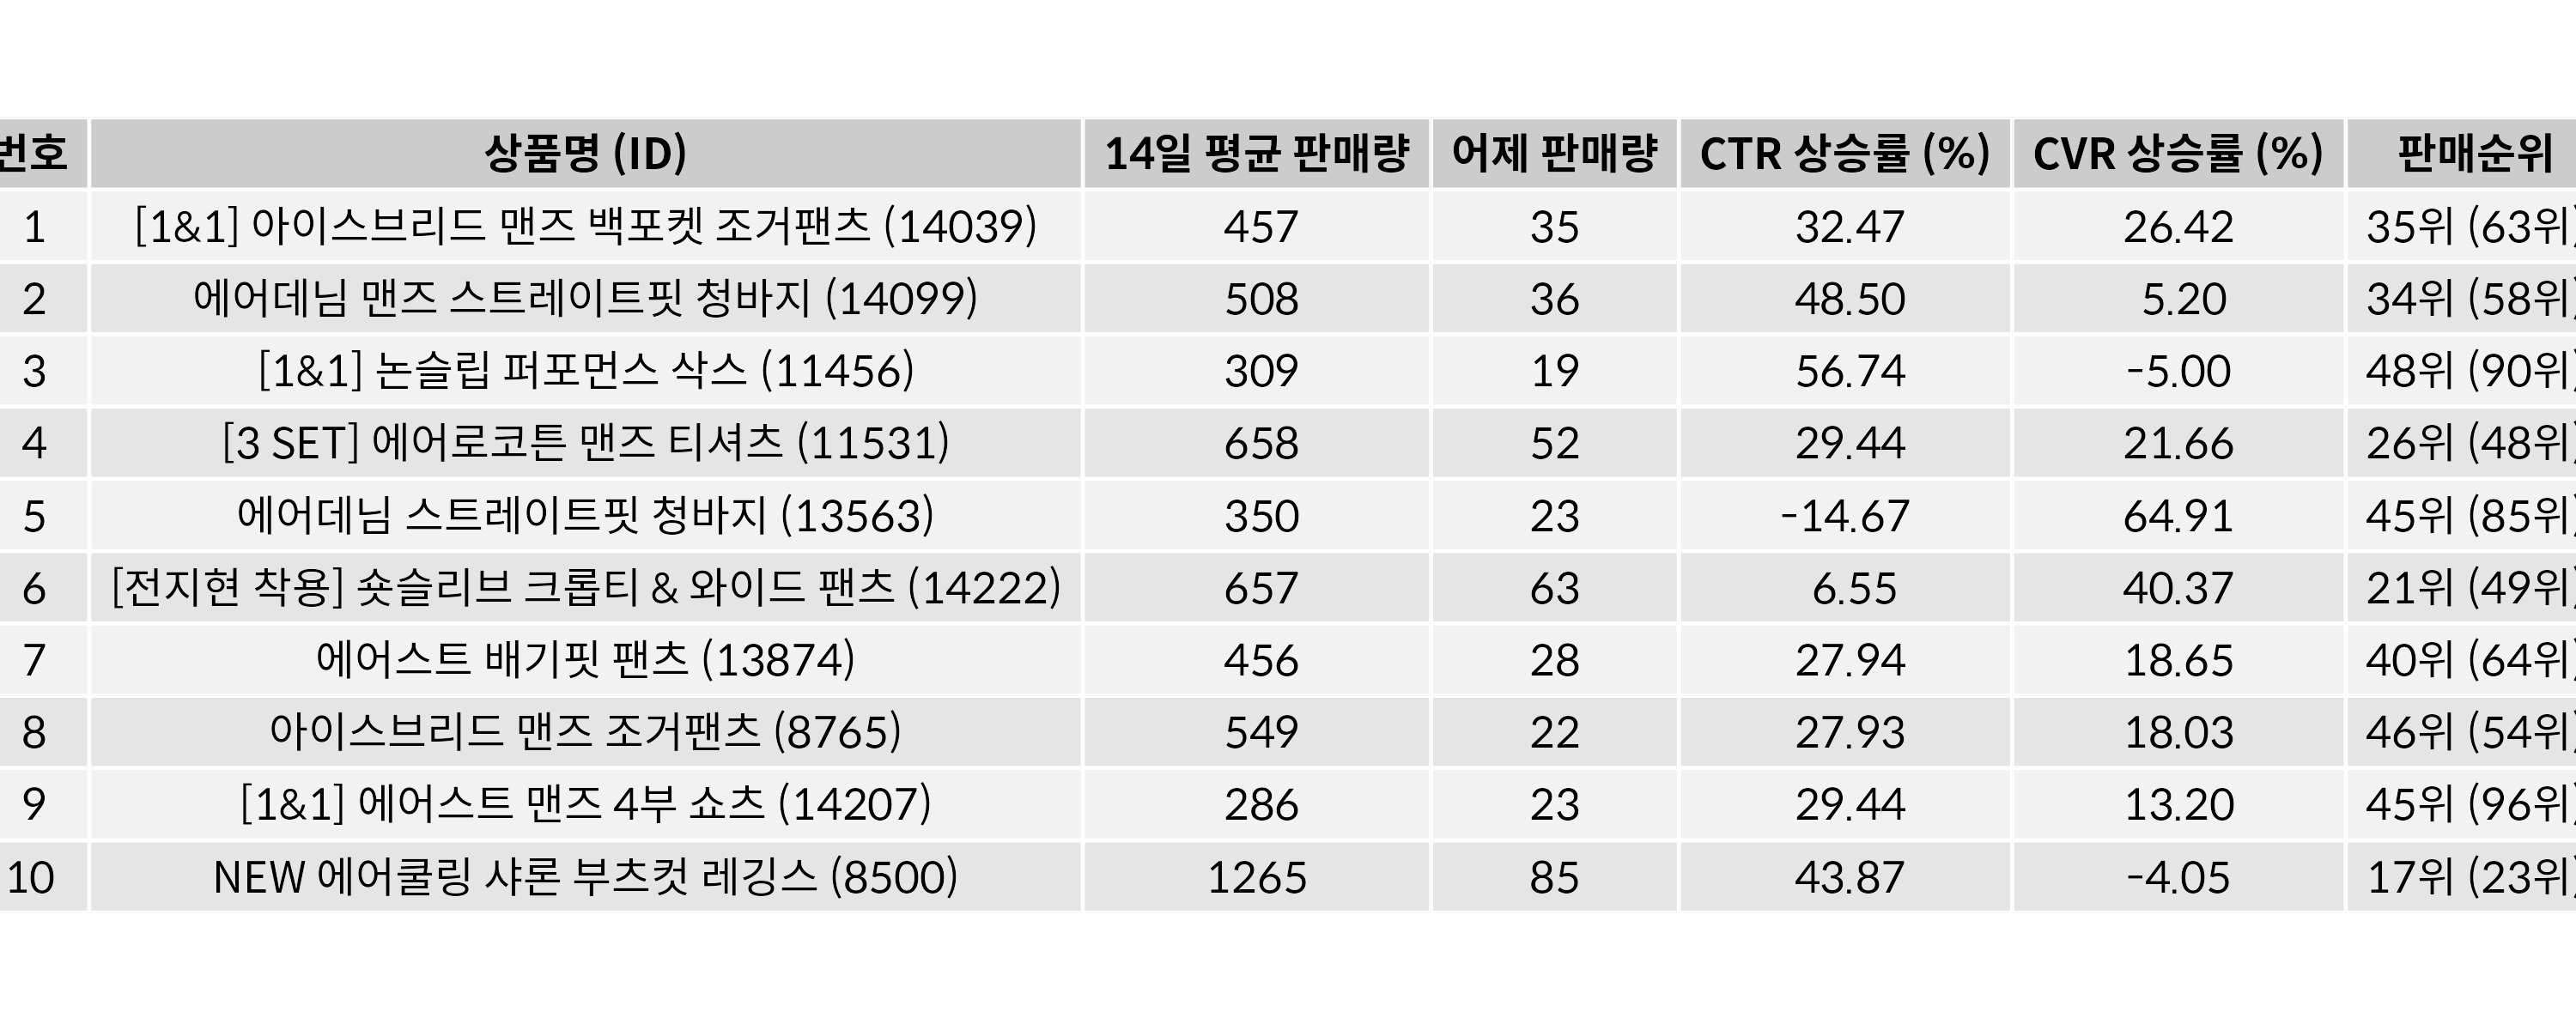 번호 상품명 (ID) 14일 평균 판매량 어제 판매량 CTR 상승률 (%) CVR 상승률 (%) 판매순위
1 [1&1] 아이스브리드 맨즈 백포켓 조거팬츠 (14039) 457 35 32.47 26.42 35위 (63위)
2 에어데님 맨즈 스트레이트핏 청바지 (14099) 508 36 48.50 5.20 34위 (58위)
3 [1&1] 논슬립 퍼포먼스 삭스 (11456) 309 19 56.74 -5.00 48위 (90위)
4 [3 SET] 에어로코튼 맨즈 티셔츠 (11531) 658 52 29.44 21.66 26위 (48위)
5 에어데님 스트레이트핏 청바지 (13563) 350 23 -14.67 64.91 45위 (85위)
6 [전지현 착용] 숏슬리브 크롭티 & 와이드 팬츠 (14222) 657 63 6.55 40.37 21위 (49위)
7 에어스트 배기핏 팬츠 (13874) 456 28 27.94 18.65 40위 (64위)
8 아이스브리드 맨즈 조거팬츠 (8765) 549 22 27.93 18.03 46위 (54위)
9 [1&1] 에어스트 맨즈 4부 쇼츠 (14207) 286 23 29.44 13.20 45위 (96위)
10 NEW 에어쿨링 샤론 부츠컷 레깅스 (8500) 1265 85 43.87 -4.05 17위 (23위)